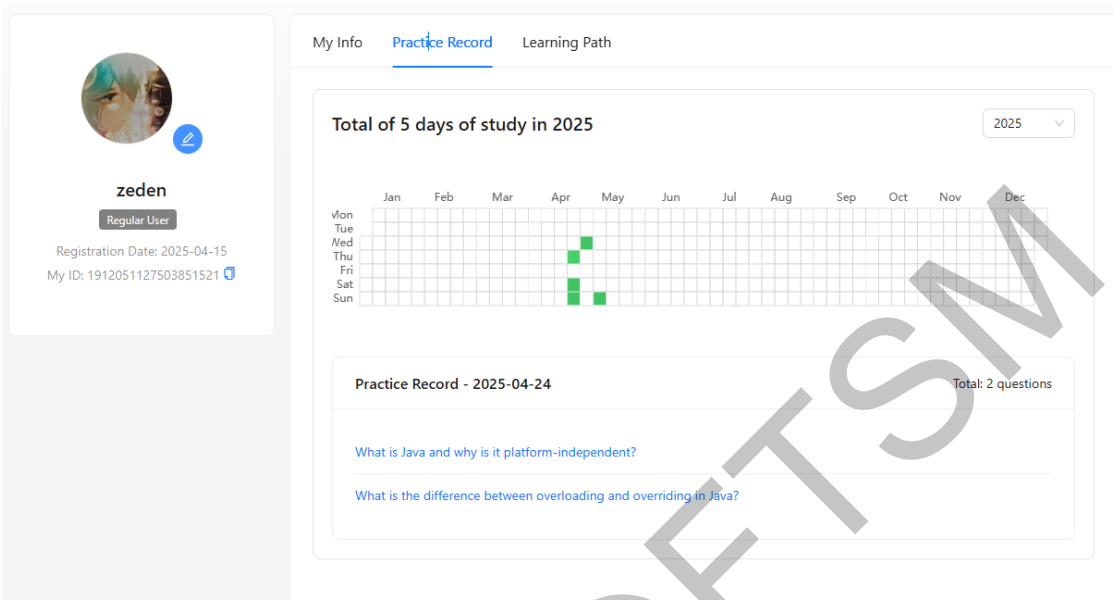 My Info Practice Record Learning Path
Total of 5 days of study in 2025
2025
zeden
Regular User
Registration Date: 2025-04-15
My ID: 1912051127503851521
Jan Feb Mar Apr May Jun Jul Aug Sep Oct Nov Dec
Mon
Tue
Wed
Thu
Fri
Sat
Sun
Practice Record - 2025-04-24
Total: 2 questions
What is Java and why is it platform-independent?
What is the difference between overloading and overriding in Java?
FTSM